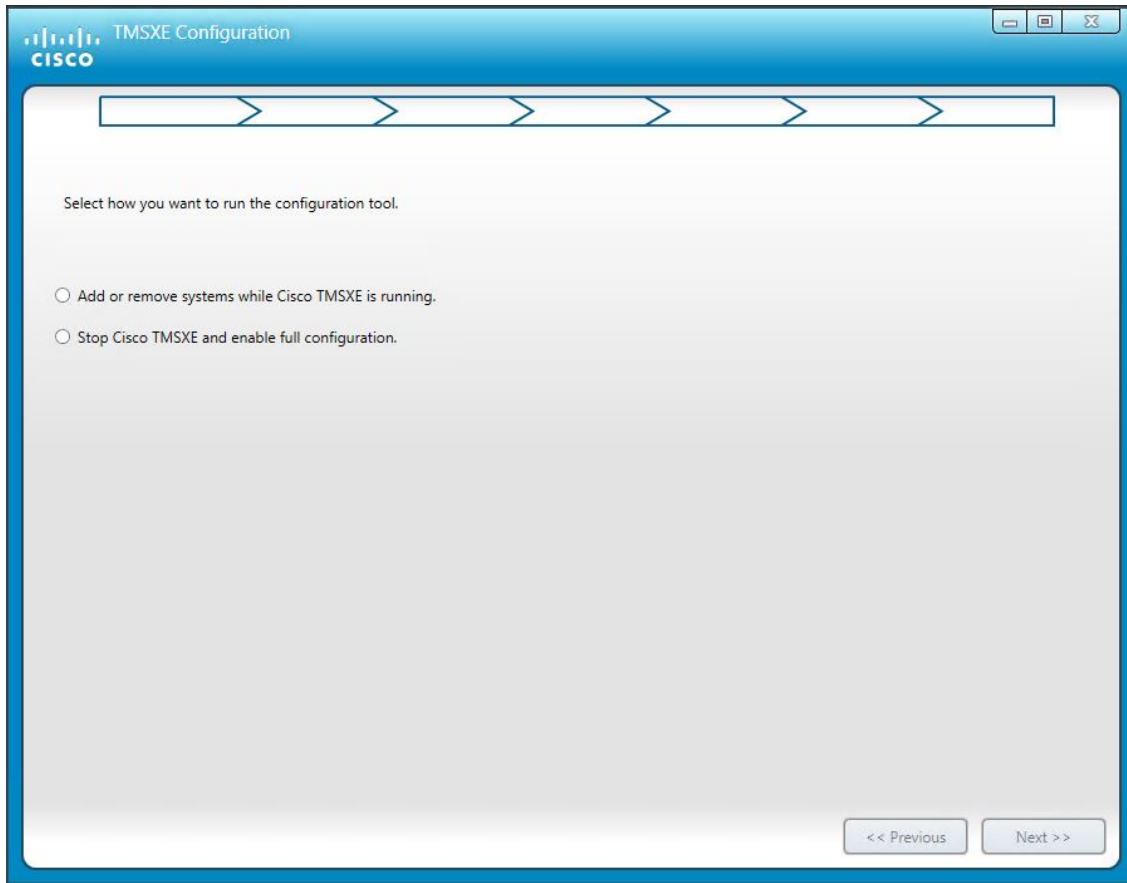 TMSXE Configuration
CISCO
Select how you want to run the configuration tool.
Add or remove systems while Cisco TMSXE is running.
Stop Cisco TMSXE and enable full configuration.
<< Previous
Next >>